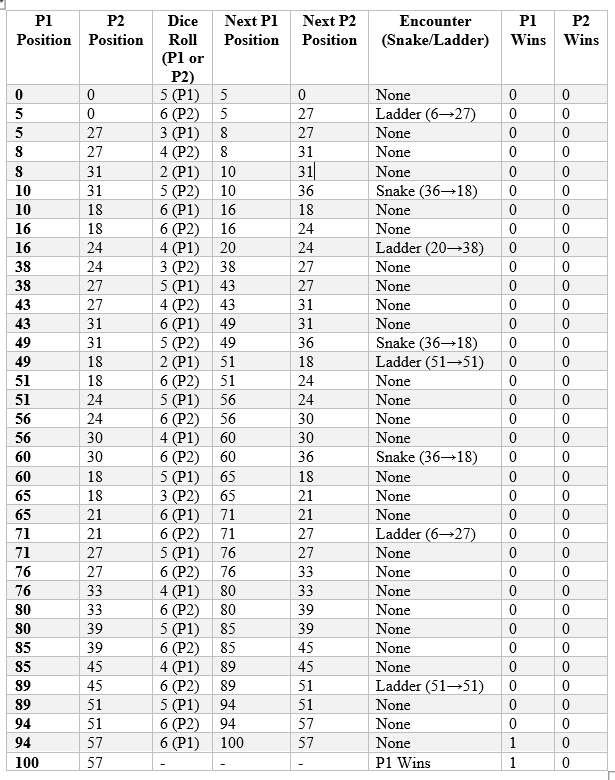 P1 Position P2 Position Dice Roll (P1 or P2) Next P1 Position Next P2 Position Encounter (Snake/Ladder) P1 Wins P2 Wins
0 0 5 (P1) 5 0 None 0 0
5 0 6 (P2) 5 27 Ladder (6→27) 0 0
5 27 3 (P1) 8 27 None 0 0
8 27 4 (P2) 8 31 None 0 0
8 31 2 (P1) 10 31 None 0 0
10 31 5 (P2) 10 36 Snake (36→18) 0 0
10 18 6 (P1) 16 18 None 0 0
16 18 6 (P2) 16 24 None 0 0
16 24 4 (P1) 20 24 Ladder (20→38) 0 0
38 24 3 (P2) 38 27 None 0 0
38 27 5 (P1) 43 27 None 0 0
43 27 4 (P2) 43 31 None 0 0
43 31 6 (P1) 49 31 None 0 0
49 31 5 (P2) 49 36 Snake (36→18) 0 0
49 18 2 (P1) 51 18 Ladder (51→51) 0 0
51 18 6 (P2) 51 24 None 0 0
51 24 5 (P1) 56 24 None 0 0
56 24 6 (P2) 56 30 None 0 0
56 30 4 (P1) 60 30 None 0 0
60 30 6 (P2) 60 36 Snake (36→18) 0 0
60 18 5 (P1) 65 18 None 0 0
65 18 3 (P2) 65 21 None 0 0
65 21 6 (P1) 71 21 None 0 0
71 21 6 (P2) 71 27 Ladder (6→27) 0 0
71 27 5 (P1) 76 27 None 0 0
76 27 6 (P2) 76 33 None 0 0
76 33 4 (P1) 80 33 None 0 0
80 33 6 (P2) 80 39 None 0 0
80 39 5 (P1) 85 39 None 0 0
85 39 6 (P2) 85 45 None 0 0
85 45 4 (P1) 89 45 None 0 0
89 45 6 (P2) 89 51 Ladder (51→51) 0 0
89 51 5 (P1) 94 51 None 0 0
94 51 6 (P2) 94 57 None 0 0
94 57 6 (P1) 100 57 None 1 0
100 57 - - - P1 Wins 1 0